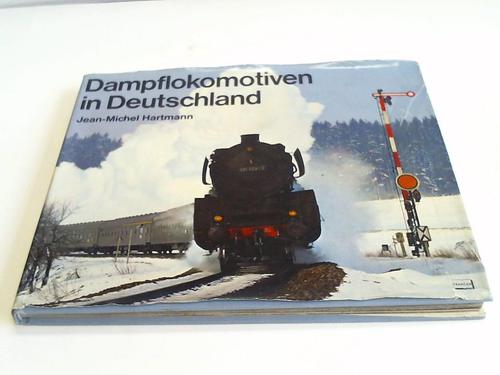 Dampflokomotiven
in Deutschland
Jean-Michel Hartmann